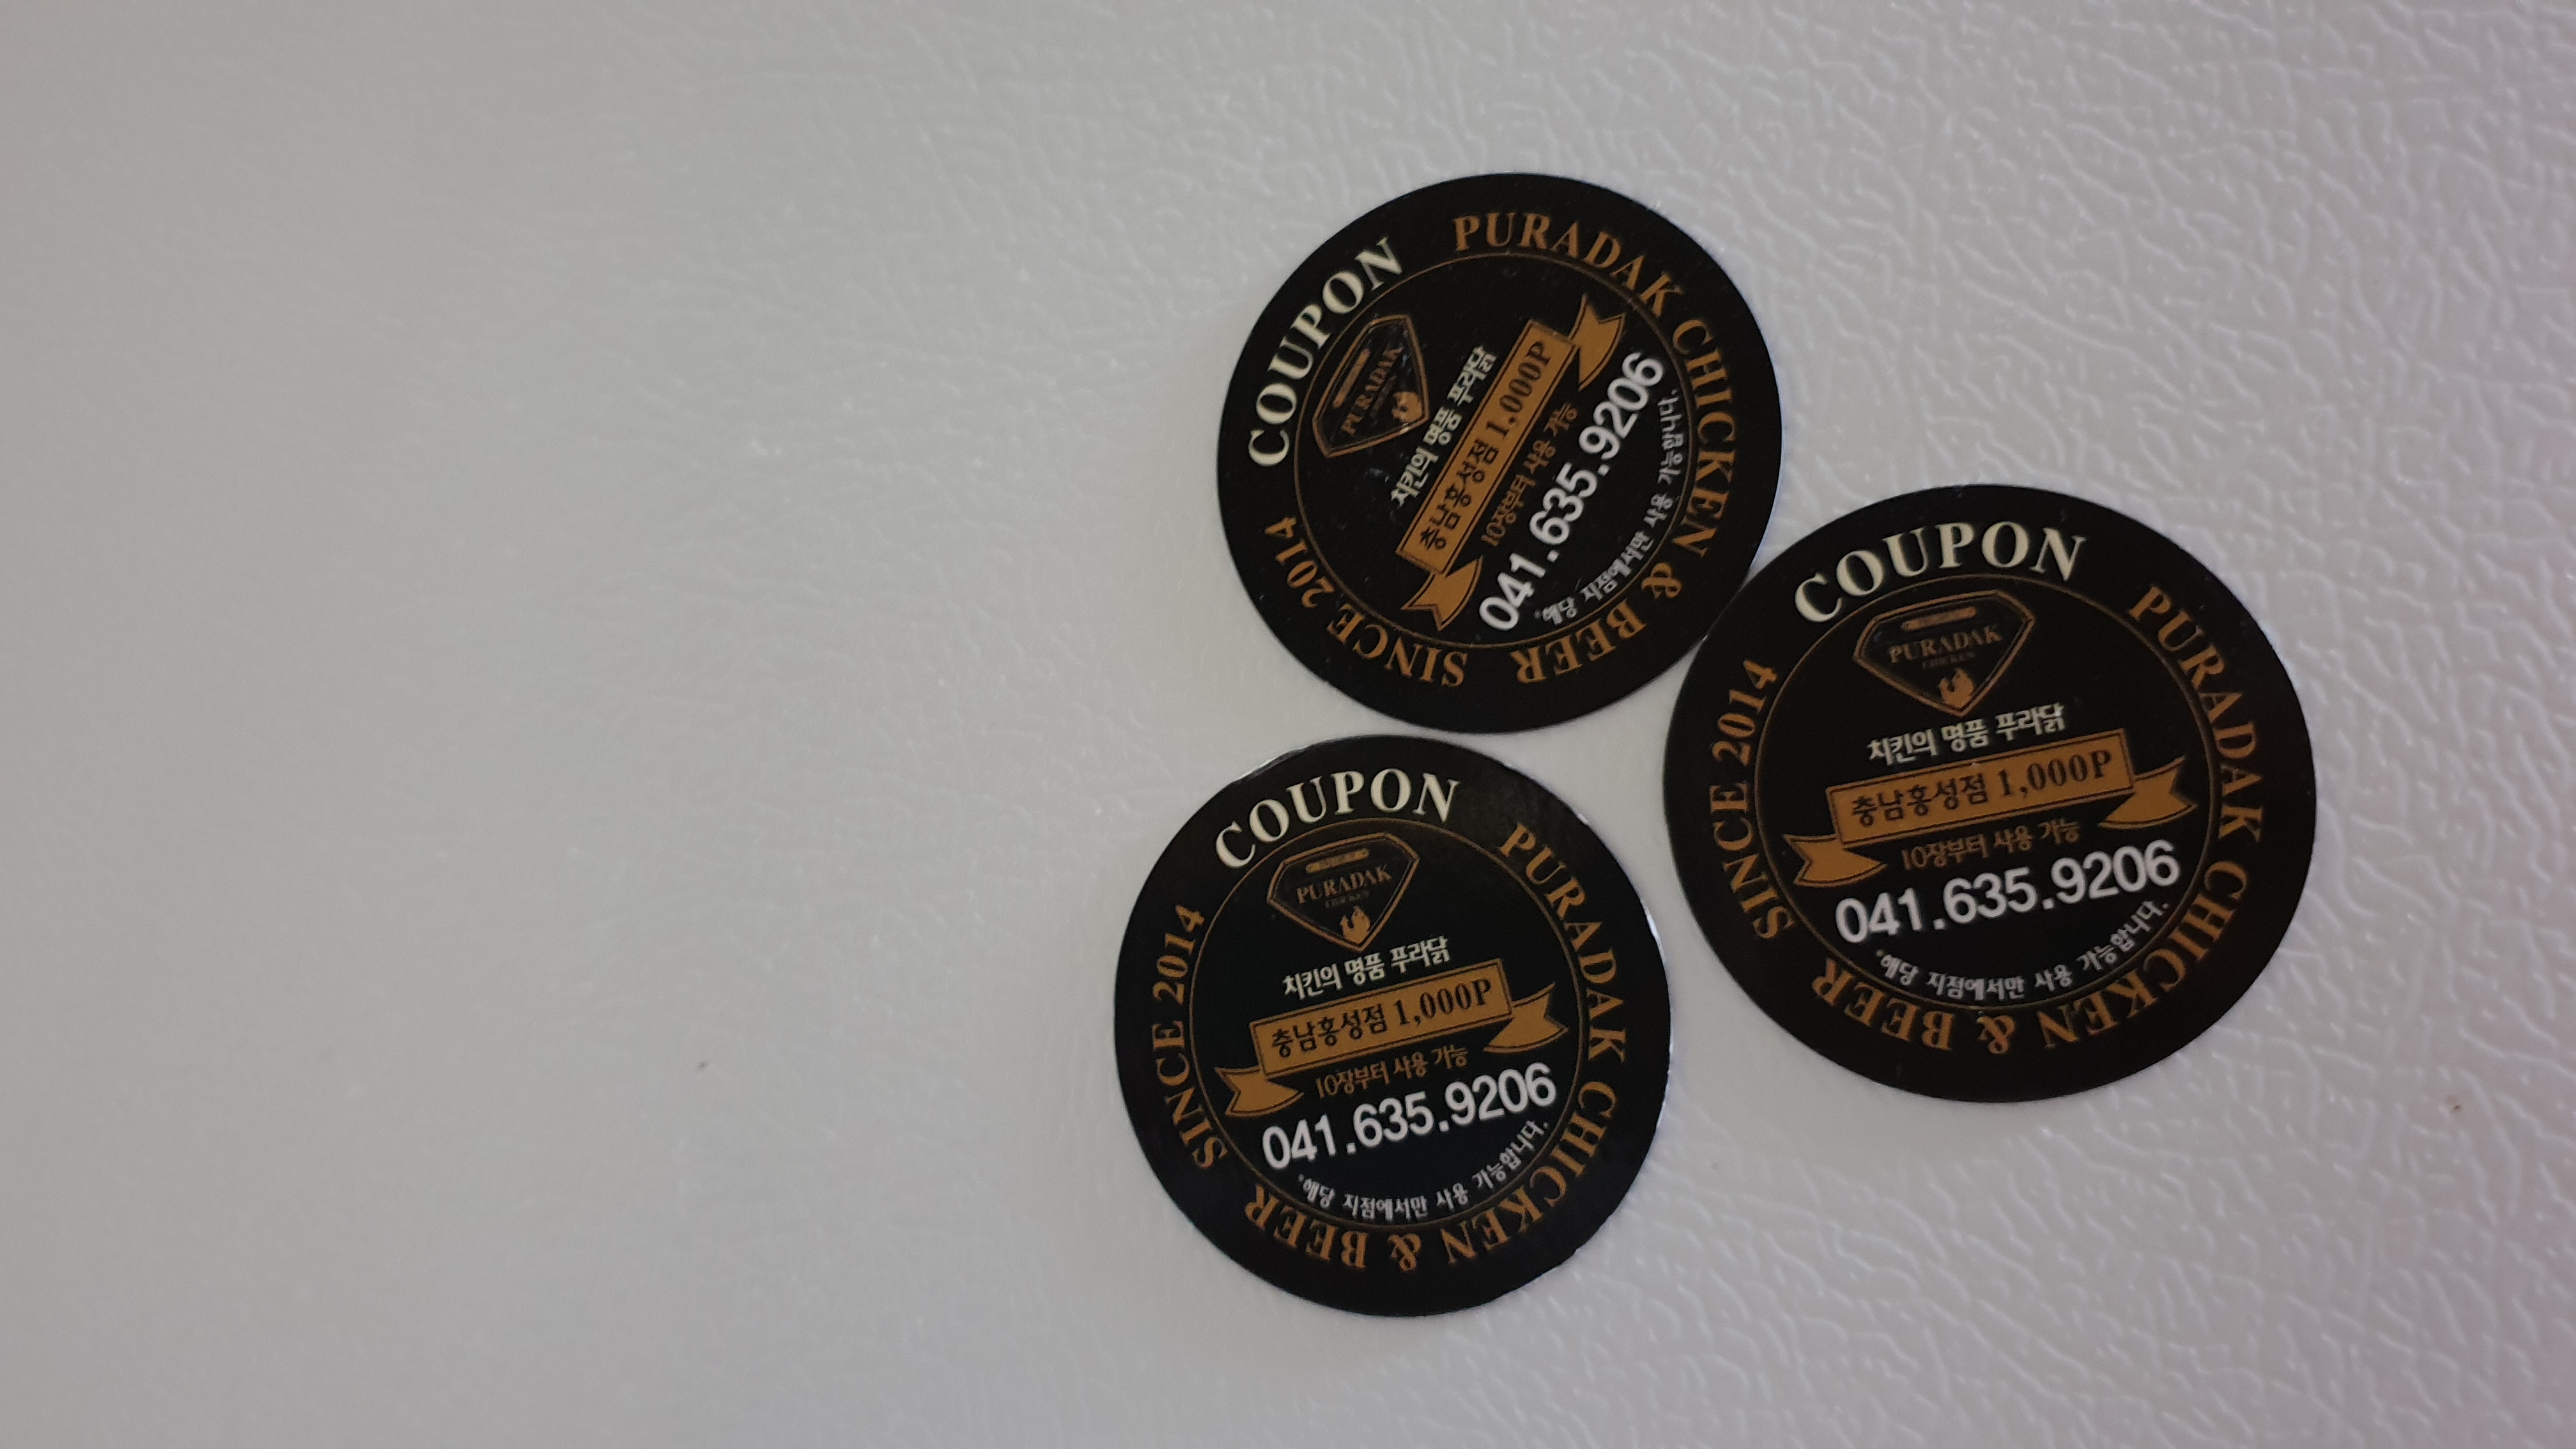 COUPON
PURADAK CHICKEN & BEER
SINCE 2014
PURADAK
CHICKEN
치킨의 명품 푸라닭
충남홍성점 1,000P
10장부터 사용 가능
041.635.9206
*해당 지점에서만 사용 가능합니다.
COUPON
PURADAK CHICKEN & BEER
SINCE 2014
PURADAK
CHICKEN
치킨의 명품 푸라닭
충남홍성점 1,000P
10장부터 사용 가능
041.635.9206
*해당 지점에서만 사용 가능합니다.
COUPON
PURADAK CHICKEN & BEER
SINCE 2014
PURADAK
CHICKEN
치킨의 명품 푸라닭
충남홍성점 1,000P
10장부터 사용 가능
041.635.9206
*해당 지점에서만 사용 가능합니다.